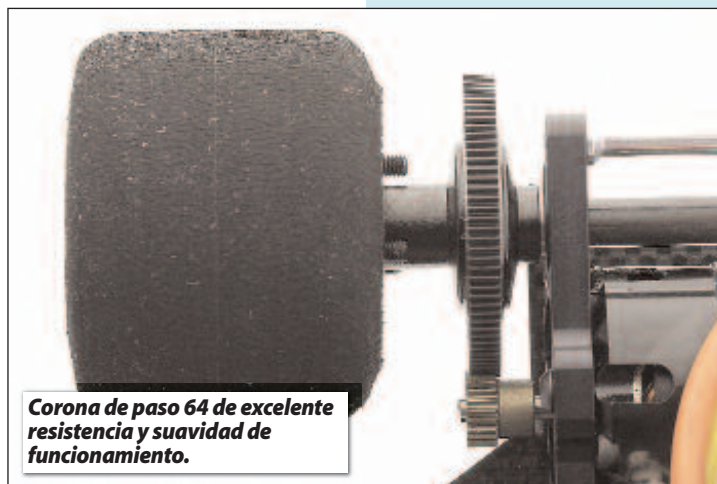 Corona de paso 64 de excelente
resistencia y suavidad de
funcionamiento.